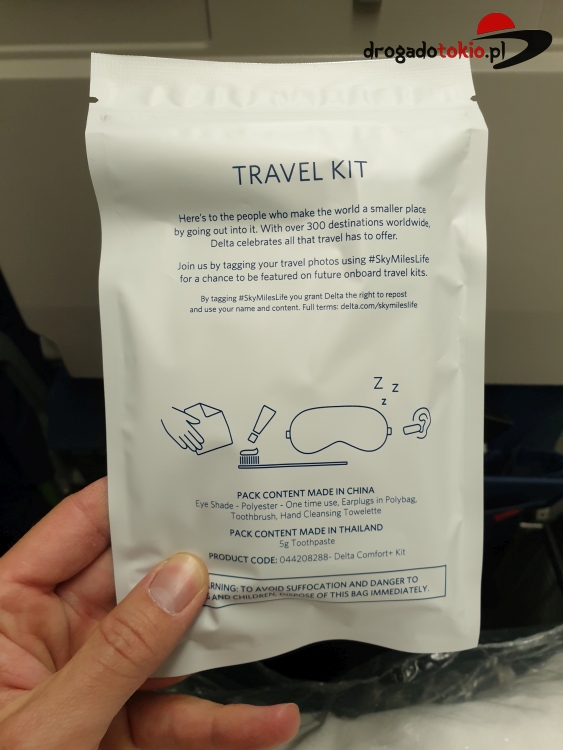 drogadotokio.pl
TRAVEL KIT
Here's to the people who make the world a smaller place
by going out into it. With over 300 destinations worldwide,
Delta celebrates all that travel has to offer.
Join us by tagging your travel photos using #SkyMilesLife
for a chance to be featured on future onboard travel kits.
By tagging #SkyMilesLife you grant Delta the right to repost
and use your name and content. Full terms: delta.com/skymileslife
Z Z
z
PACK CONTENT MADE IN CHINA
Eye Shade - Polyester - One time use, Earplugs in Polybag,
Toothbrush, Hand Cleansing Towelette
PACK CONTENT MADE IN THAILAND
5g Toothpaste
PRODUCT CODE: 044208288- Delta Comfort+ Kit
RNING: TO AVOID SUFFOCATION AND DANGER TO
AND CHILDREN, DISPOSE OF THIS BAG IMMEDIATELY.